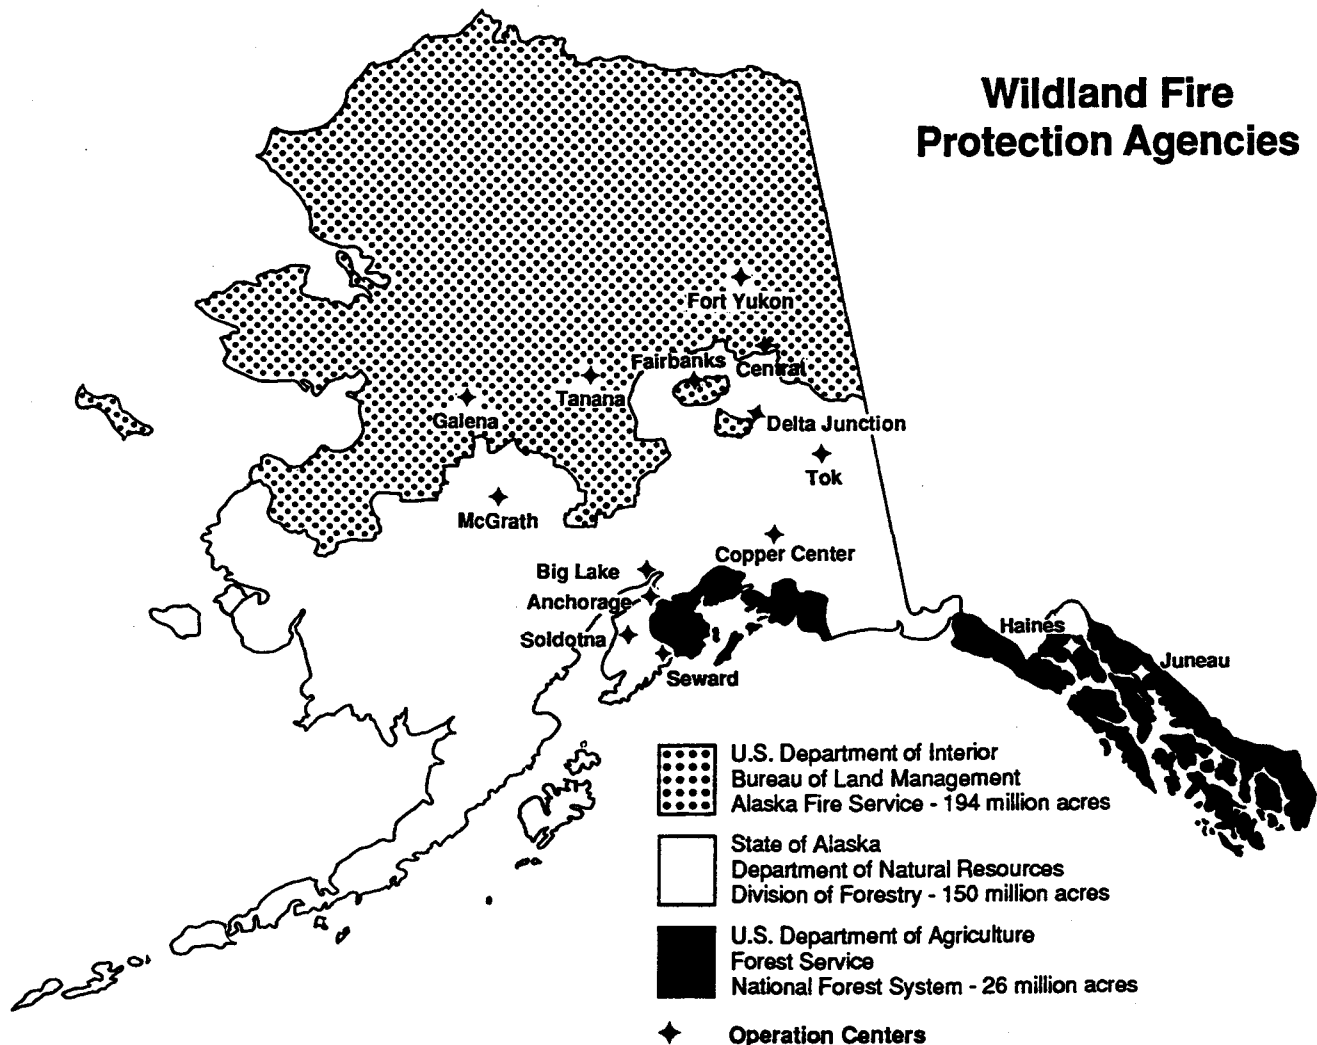 Wildland Fire
Protection Agencies
Fort Yukon
Fairbanks
Central
Tanana
Galena
Delta Junction
Tok
McGrath
Copper Center
Big Lake
Anchorage
Soldotna
Seward
Haines
Juneau
U.S. Department of Interior
Bureau of Land Management
Alaska Fire Service - 194 million acres
State of Alaska
Department of Natural Resources
Division of Forestry - 150 million acres
U.S. Department of Agriculture
Forest Service
National Forest System - 26 million acres
Operation Centers